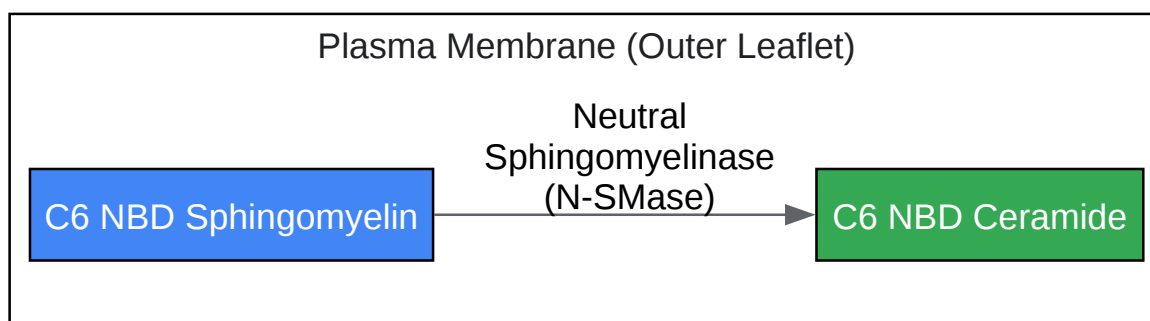 Plasma Membrane (Outer Leaflet)
Neutral
Sphingomyelinase
(N-SMase)
C6 NBD Sphingomyelin
C6 NBD Ceramide